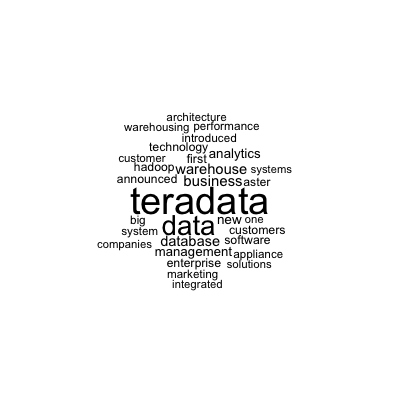 architecture
warehousing performance
introduced
technology
customer first analytics
hadoop warehouse systems
announced business aster
teradata
big data new one
system customers
companies database software
management appliance
enterprise solutions
marketing
integrated